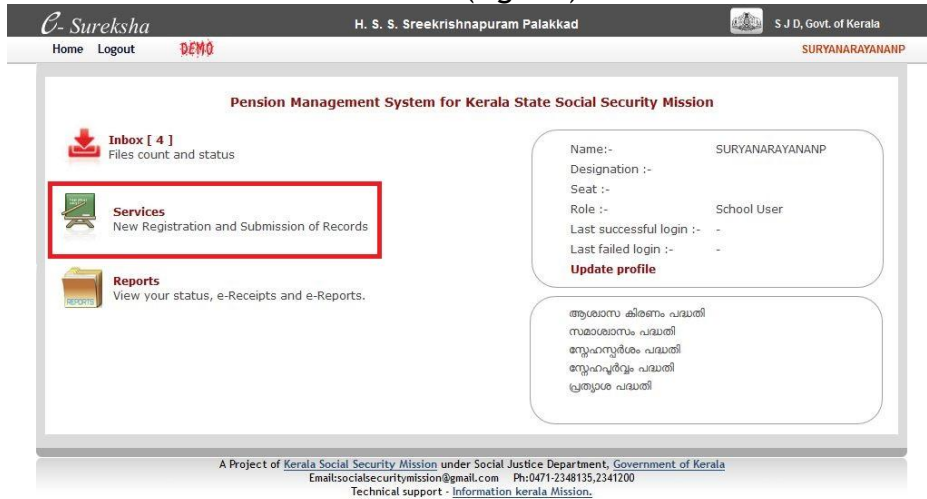 e- Sureksha H. S. S. Sreekrishnapuram Palakkad S J D, Govt. of Kerala
Home Logout DEMO SURYANARAYANANP
Pension Management System for Kerala State Social Security Mission
Inbox [ 4 ]
Files count and status
Services
New Registration and Submission of Records
REPORTS
Reports
View your status, e-Receipts and e-Reports.
Name:- SURYANARAYANANP
Designation :-
Seat :-
Role :- School User
Last successful login :- -
Last failed login :- -
Update profile
ആശ്വാസ കിരണം പദ്ധതി
സമാശ്വാസം പദ്ധതി
സ്നേഹസ്പർശം പദ്ധതി
സ്നേഹപൂർവ്വം പദ്ധതി
പ്രത്യാശ പദ്ധതി
A Project of Kerala Social Security Mission under Social Justice Department, Government of Kerala
Email:socialsecuritymission@gmail.com Ph:0471-2348135,2341200
Technical support - Information kerala Mission.